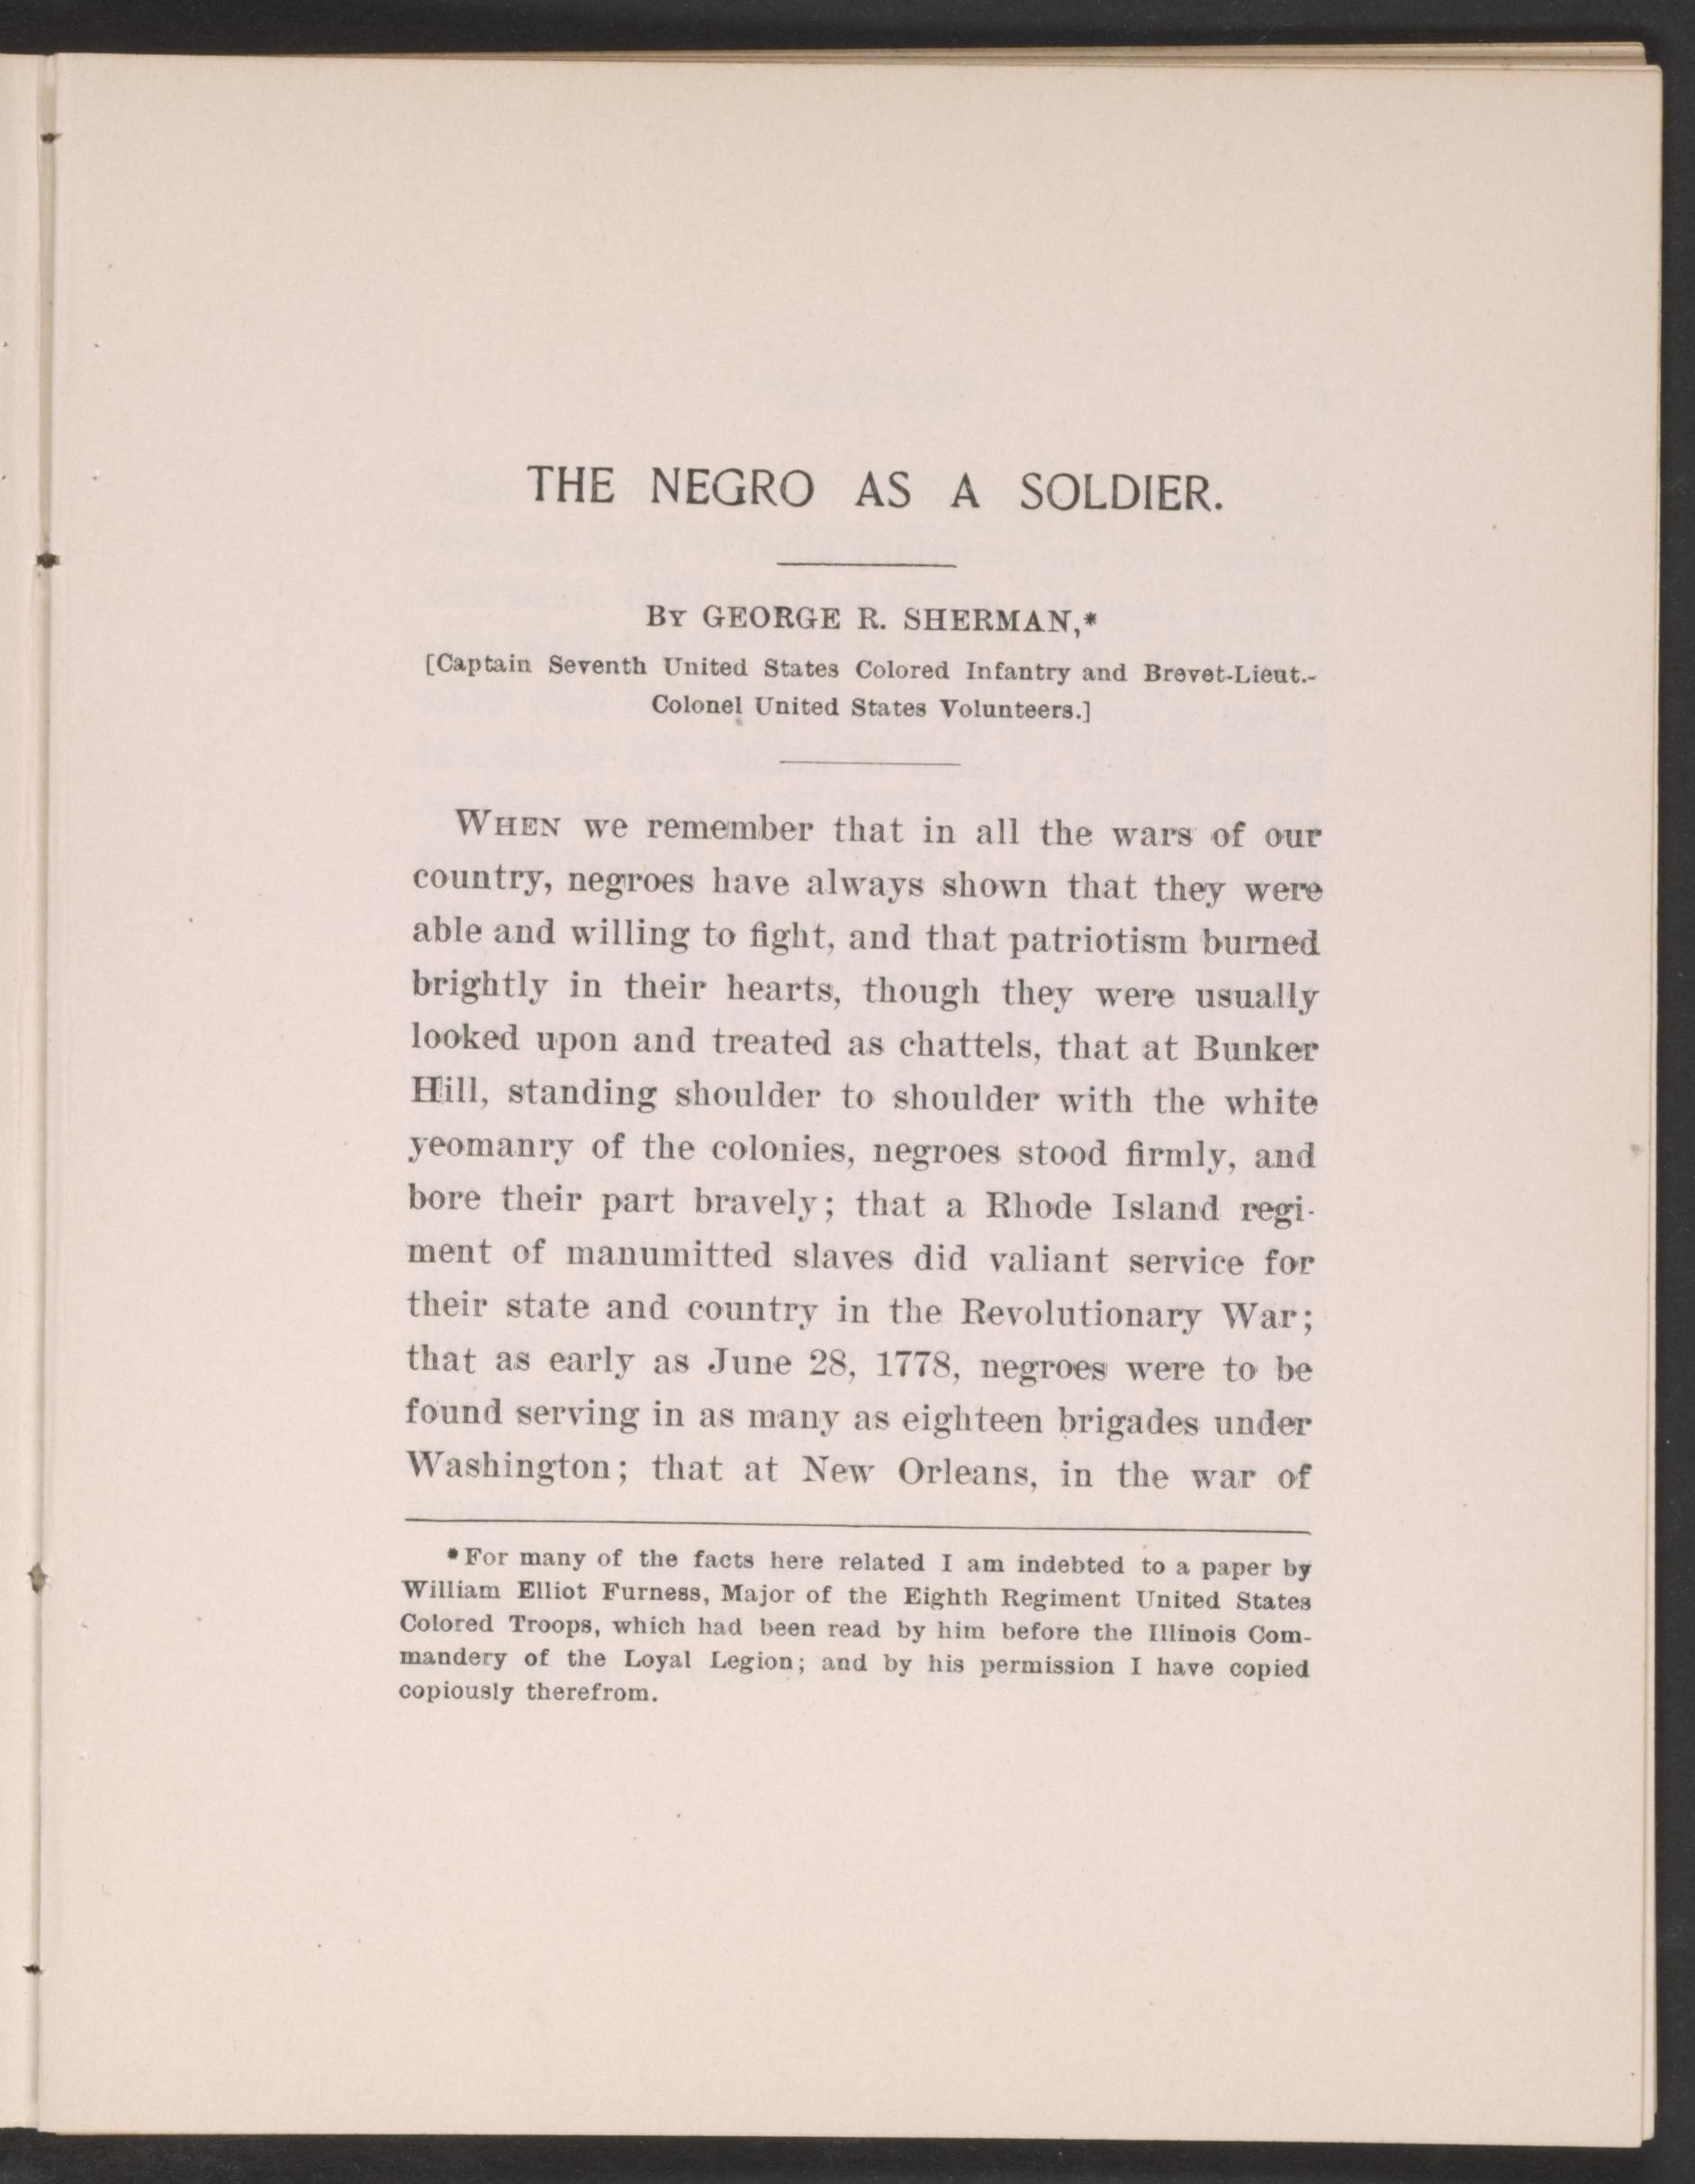 THE NEGRO AS A SOLDIER.
BY GEORGE R. SHERMAN,*
[Captain Seventh United States Colored Infantry and Brevet-Lieut.-
Colonel United States Volunteers.]
WHEN we remember that in all the wars of our
country, negroes have always shown that they were
able and willing to fight, and that patriotism burned
brightly in their hearts, though they were usually
looked upon and treated as chattels, that at Bunker
Hill, standing shoulder to shoulder with the white
yeomanry of the colonies, negroes stood firmly, and
bore their part bravely; that a Rhode Island regi-
ment of manumitted slaves did valiant service for
their state and country in the Revolutionary War;
that as early as June 28, 1778, negroes were to be
found serving in as many as eighteen brigades under
Washington; that at New Orleans, in the war of
*For many of the facts here related I am indebted to a paper by
William Elliot Furness, Major of the Eighth Regiment United States
Colored Troops, which had been read by him before the Illinois Com-
mandery of the Loyal Legion; and by his permission I have copied
copiously therefrom.